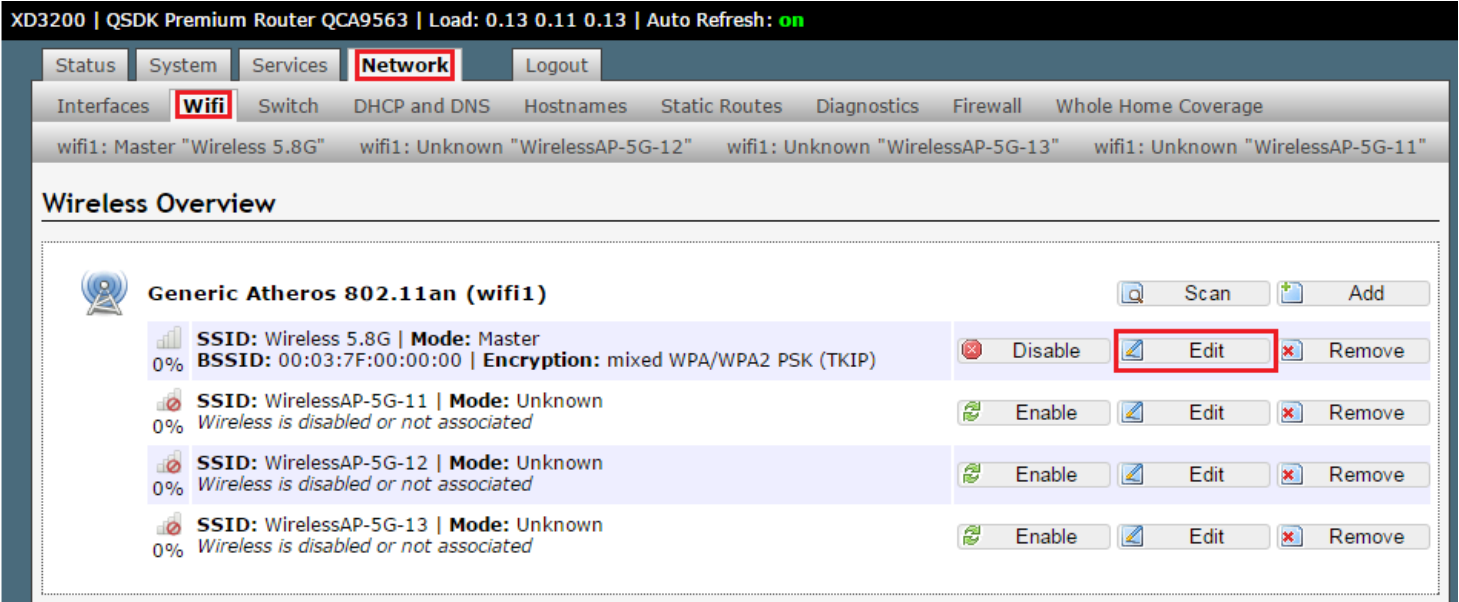 XD3200 | QSDK Premium Router QCA9563 | Load: 0.13 0.11 0.13 | Auto Refresh: on
Status System Services Network Logout
Interfaces Wifi Switch DHCP and DNS Hostnames Static Routes Diagnostics Firewall Whole Home Coverage
wifi1: Master "Wireless 5.8G" wifi1: Unknown "WirelessAP-5G-12" wifi1: Unknown "WirelessAP-5G-13" wifi1: Unknown "WirelessAP-5G-11"
Wireless Overview
Generic Atheros 802.11an (wifi1) Scan Add
SSID: Wireless 5.8G | Mode: Master
0% BSSID: 00:03:7F:00:00:00 | Encryption: mixed WPA/WPA2 PSK (TKIP) Disable Edit Remove
SSID: WirelessAP-5G-11 | Mode: Unknown
0% Wireless is disabled or not associated Enable Edit Remove
SSID: WirelessAP-5G-12 | Mode: Unknown
0% Wireless is disabled or not associated Enable Edit Remove
SSID: WirelessAP-5G-13 | Mode: Unknown
0% Wireless is disabled or not associated Enable Edit Remove